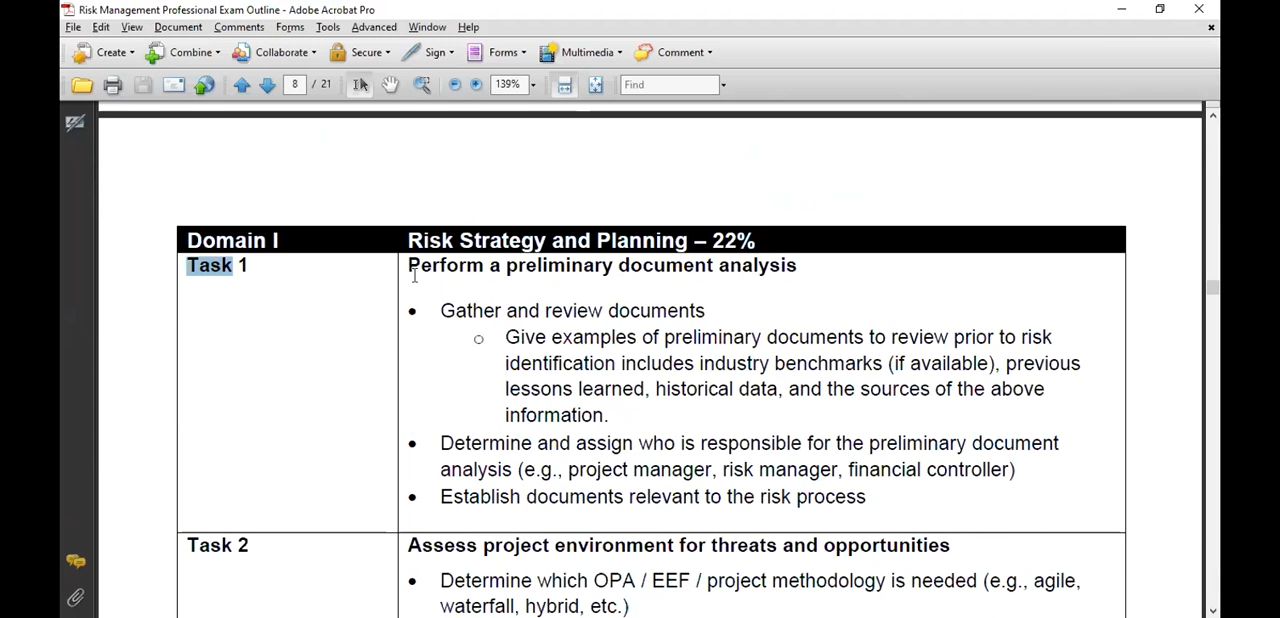 Risk Management Professional Exam Outline - Adobe Acrobat Pro
File Edit View Document Comments Forms Tools Advanced Window Help
Create Combine Collaborate Secure Sign Forms Multimedia Comment
8 / 21 139% Find
Domain I Risk Strategy and Planning – 22%
Task 1 Perform a preliminary document analysis
• Gather and review documents
○ Give examples of preliminary documents to review prior to risk
identification includes industry benchmarks (if available), previous
lessons learned, historical data, and the sources of the above
information.
• Determine and assign who is responsible for the preliminary document
analysis (e.g., project manager, risk manager, financial controller)
• Establish documents relevant to the risk process
Task 2 Assess project environment for threats and opportunities
• Determine which OPA / EEF / project methodology is needed (e.g., agile,
waterfall, hybrid, etc.)